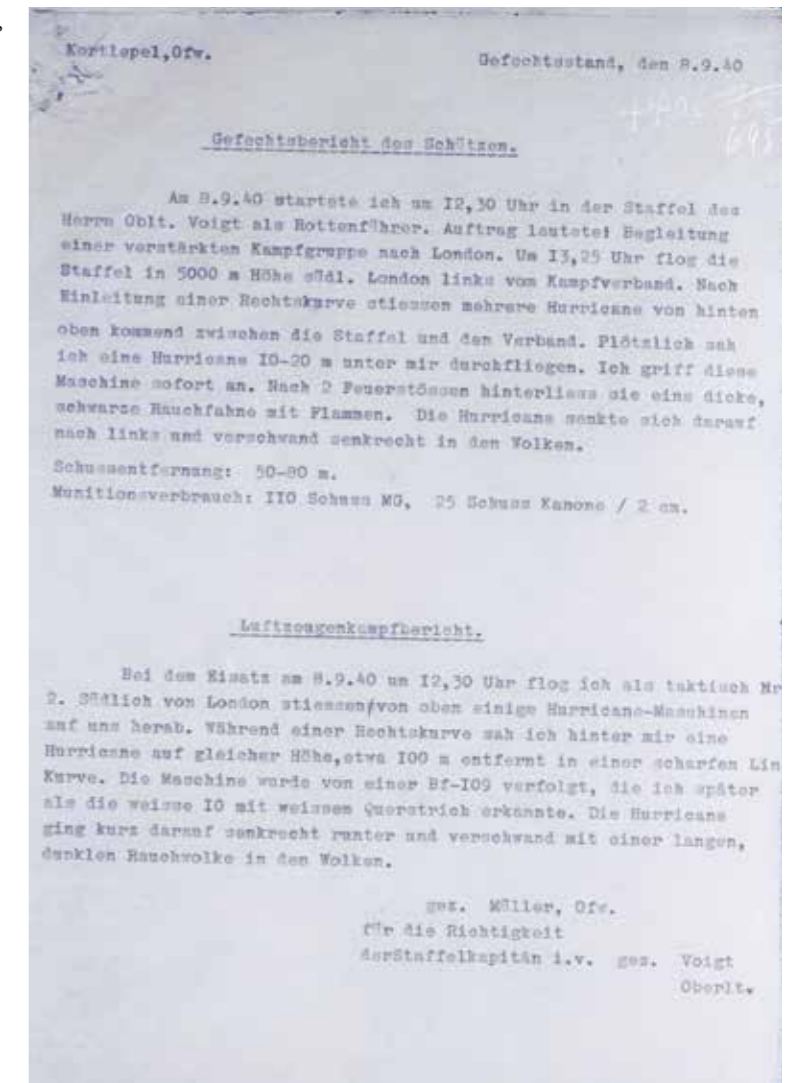 Kortlepel,Ofw.
Gefechtsstand, den 8.9.40
Gefechtsbericht des Schützen.
Am 8.9.40 startete ich um I2,30 Uhr in der Staffel des
Herrn Oblt. Voigt als Rottenführer. Auftrag lautete: Begleitung
einer verstärkten Kampfgruppe nach London. Um I3,25 Uhr flog die
Staffel in 5000 m Höhe südl. London links vom Kampfverband. Nach
Einleitung einer Rechtskurve stiessen mehrere Hurricane von hinten
oben kommend zwischen die Staffel und den Verband. Plötzlich sah
ich eine Hurricane I0-20 m unter mir durchfliegen. Ich griff diese
Maschine sofort an. Nach 2 Feuerstössen hinterliess sie eine dicke,
schwarze Rauchfahne mit Flammen. Die Hurricane senkte sich darauf
nach links und verschwand senkrecht in den Wolken.
Schussentfernung: 50-80 m.
Munitionsverbrauch: II0 Schuss MG, 25 Schuss Kanone / 2 cm.
Luftzeugenkampfbericht.
Bei dem Eisatz am 8.9.40 um I2,30 Uhr flog ich als taktisch Nr
2. Südlich von London stiessen/von oben einige Hurricane-Maschinen
auf uns herab. Während einer Rechtskurve sah ich hinter mir eine
Hurricane auf gleicher Höhe,etwa I00 m entfernt in einer scharfen Lin
Kurve. Die Maschine wurde von einer Bf-I09 verfolgt, die ich später
als die weisse I0 mit weissem Querstrich erkannte. Die Hurricane
ging kurz darauf senkrecht runter und verschwand mit einer langen,
dunklen Rauchwolke in den Wolken.
gez. Müller, Ofw.
für die Richtigkeit
derStaffelkapitän i.v. gez. Voigt
Oberlt.